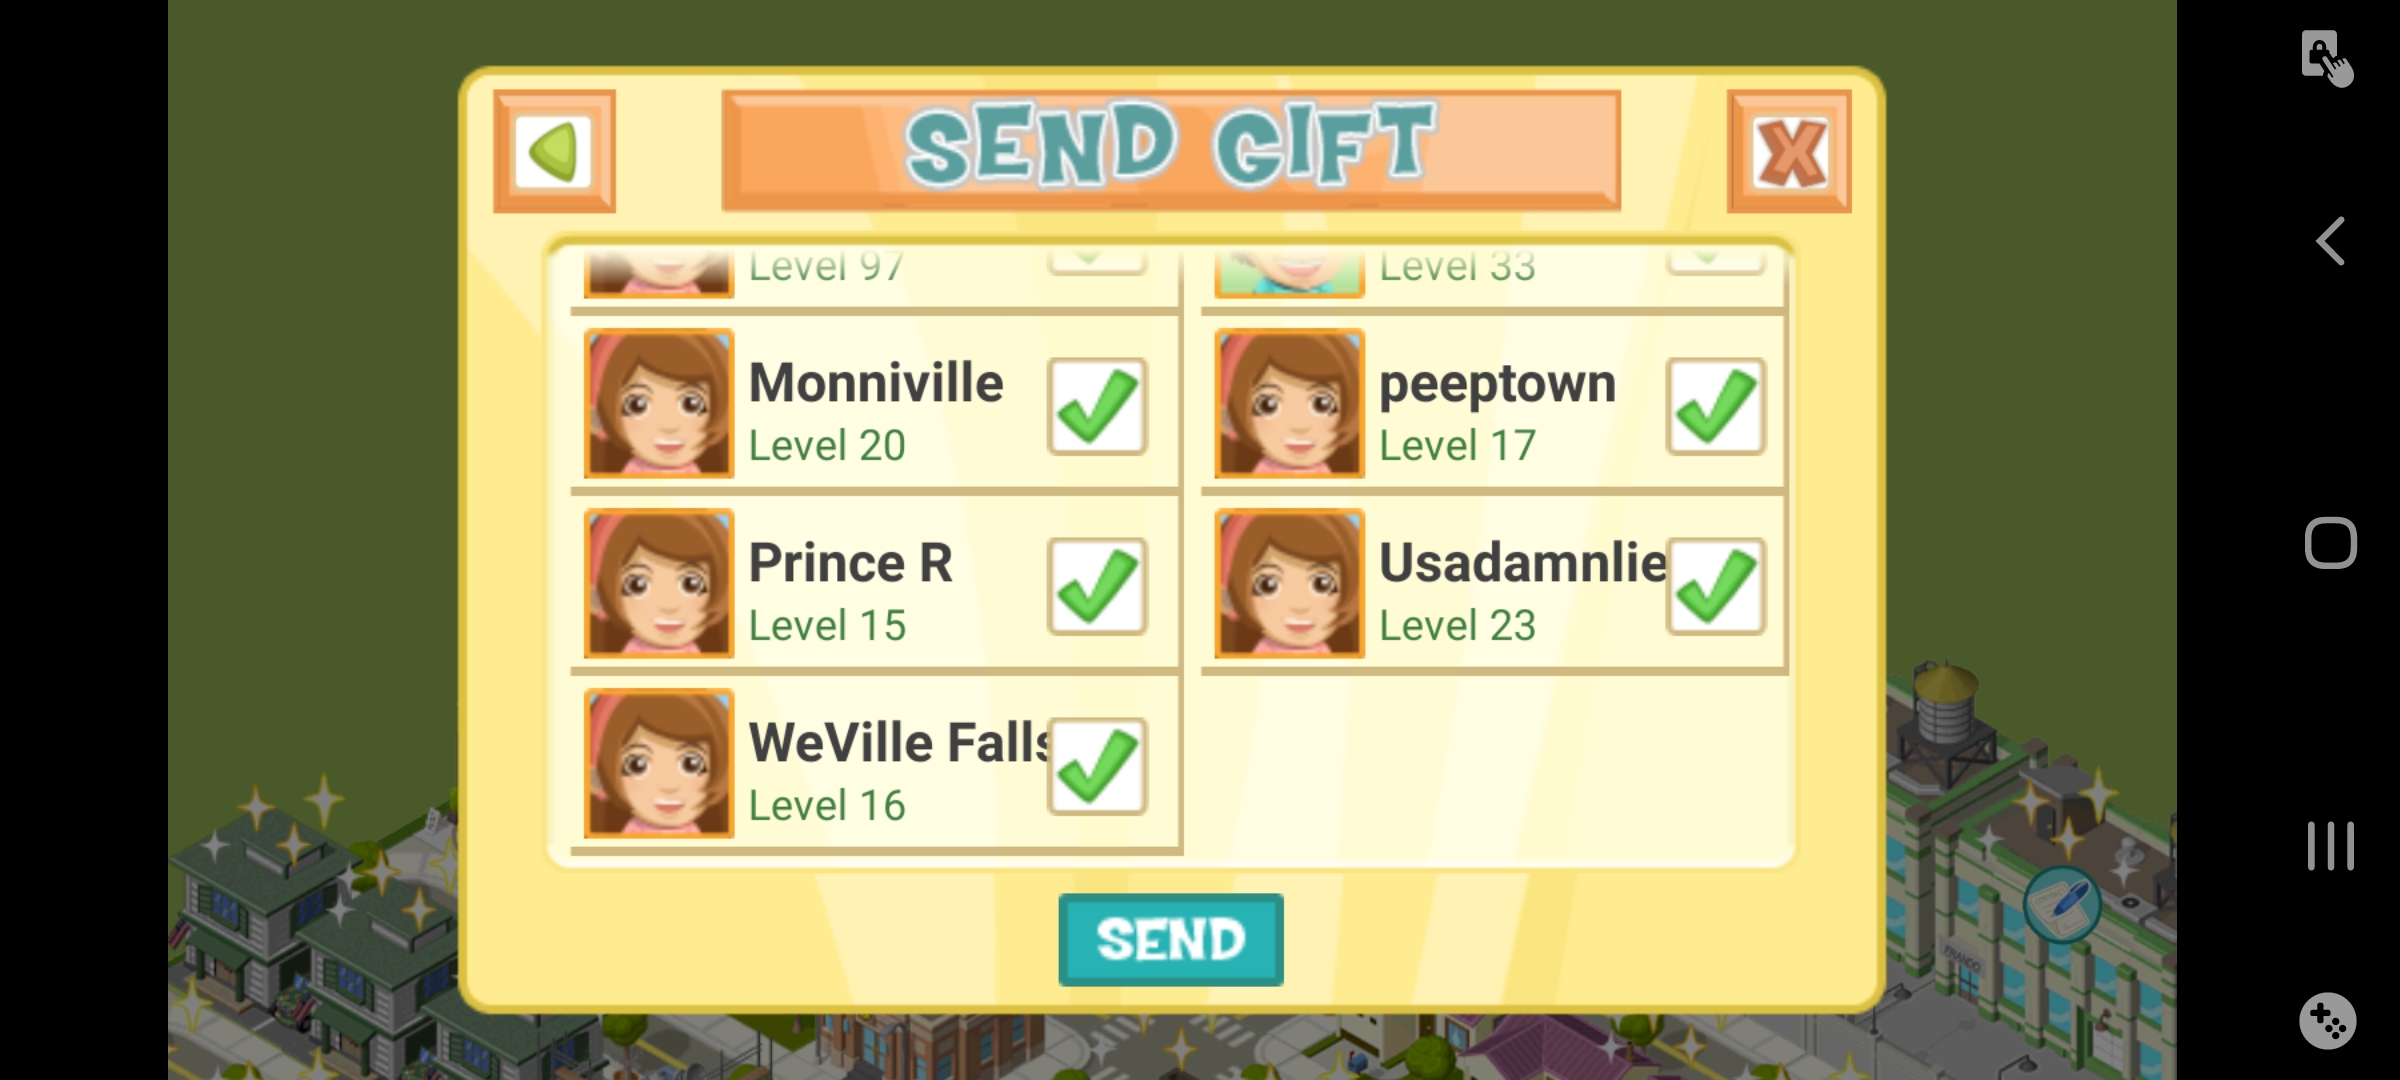 SEND GIFT
Level 97
Level 33
Monniville
Level 20
peeptown
Level 17
Prince R
Level 15
Usadamnlie
Level 23
WeVille Falls
Level 16
SEND